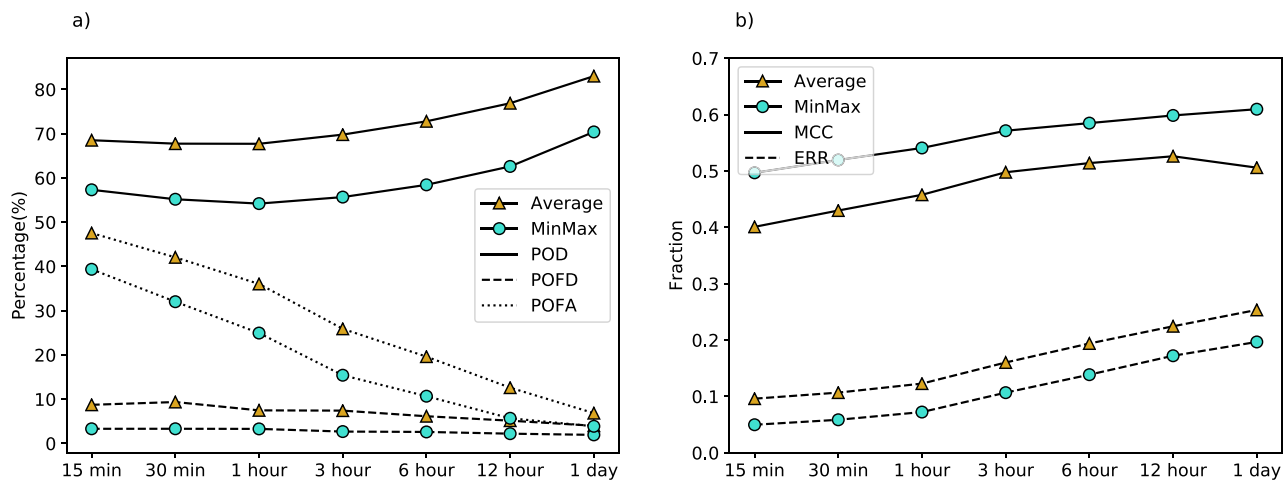 a)
Percentage(%)
80
70
60
50
40
30
20
10
0
15 min 30 min 1 hour 3 hour 6 hour 12 hour 1 day
Average
MinMax
POD
POFD
POFA
b)
Fraction
0.7
0.6
0.5
0.4
0.3
0.2
0.1
0.0
15 min 30 min 1 hour 3 hour 6 hour 12 hour 1 day
Average
MinMax
MCC
ERR